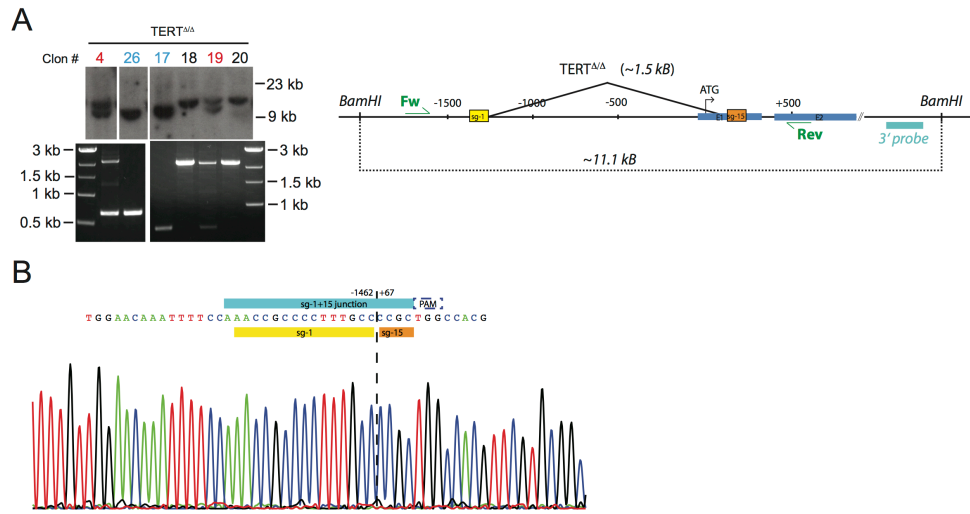 A
TERTΔ/Δ
Clon # 4 26 17 18 19 20
23 kb
9 kb
3 kb
1.5 kb
1 kb
0.5 kb
3 kb
1.5 kb
1 kb
TERTΔ/Δ (~1.5 kB)
BamHI Fw -1500 -1000 -500 ATG +500 BamHI
sg-1 E1 sg-15 E2 //
Rev 3' probe
~11.1 kB
B
-1462 +67
sg-1+15 junction PAM
TGGAACAAATTTTCCAAACCGCCCCTTTGCCCCGCTGGCCACG
sg-1 sg-15